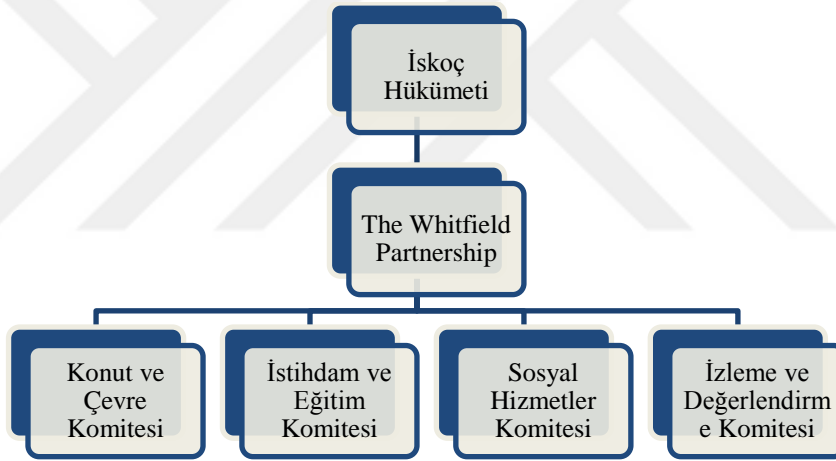 İskoç
Hükümeti
The Whitfield
Partnership
Konut ve
Çevre
Komitesi
İstihdam ve
Eğitim
Komitesi
Sosyal
Hizmetler
Komitesi
İzleme ve
Değerlendirm
e Komitesi